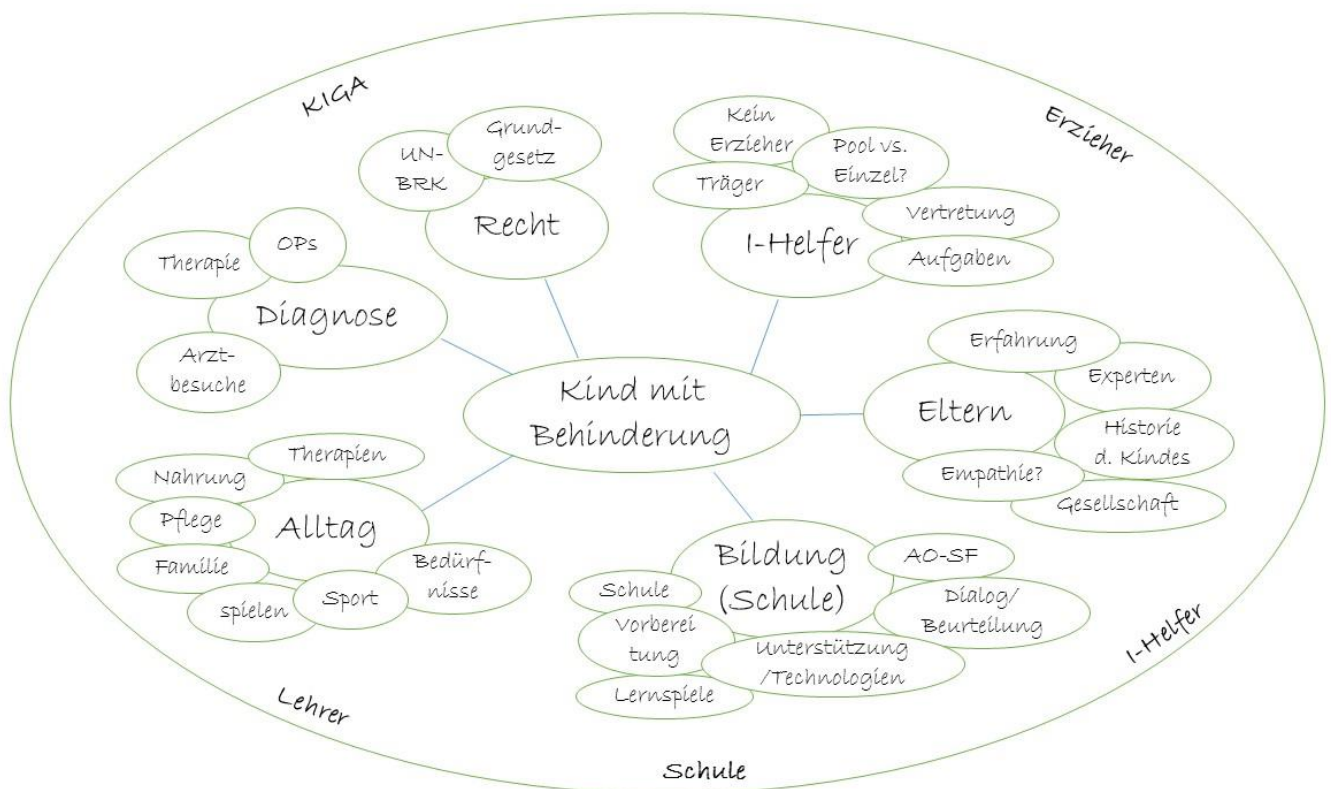 KIGA
Erzieher
UN-
BRK
Grund-
gesetz
Recht
Kein
Erzieher
Pool vs.
Einzel?
Träger
Vertretung
I-Helfer
Aufgaben
OPs
Therapie
Diagnose
Arzt-
besuche
Kind mit
Behinderung
Erfahrung
Experten
Eltern
Historie
d. Kindes
Empathie?
Gesellschaft
Therapien
Nahrung
Pflege
Alltag
Familie
spielen
Sport
Bedürf-
nisse
Bildung
(Schule)
AO-SF
Schule
Dialog/
Beurteilung
Vorberei
tung
Unterstützung
/Technologien
Lernspiele
I-Helfer
Lehrer
Schule